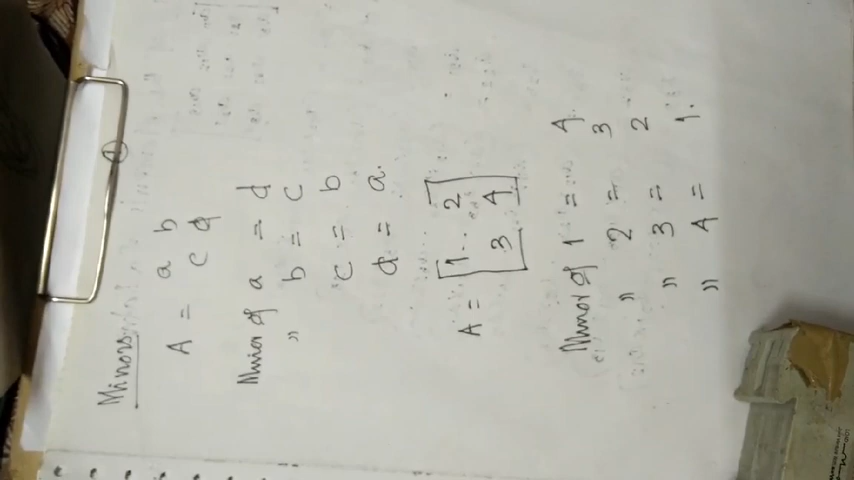 ①
Minors
A = a b
c d
Minor of a = d
" b = c
c = b
d = a.
A = [1 2
3 4]
Minor of 1 = 4.
" 2 = 3
" 3 = 2
" 4 = 1.